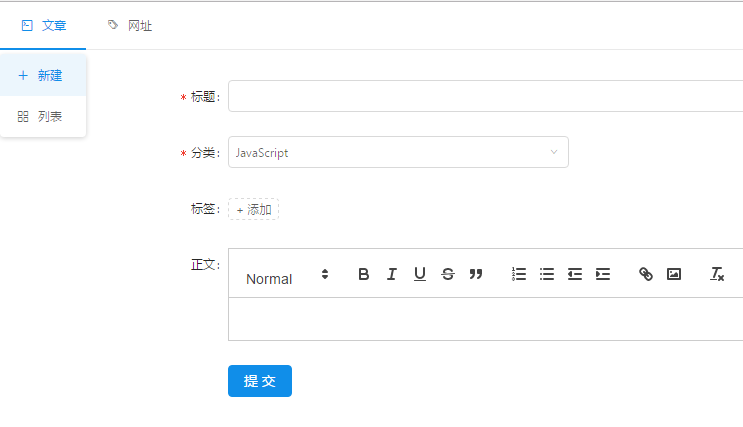 文章 网址
新建
列表
* 标题:
* 分类: JavaScript
标签: + 添加
正文: Normal
提 交